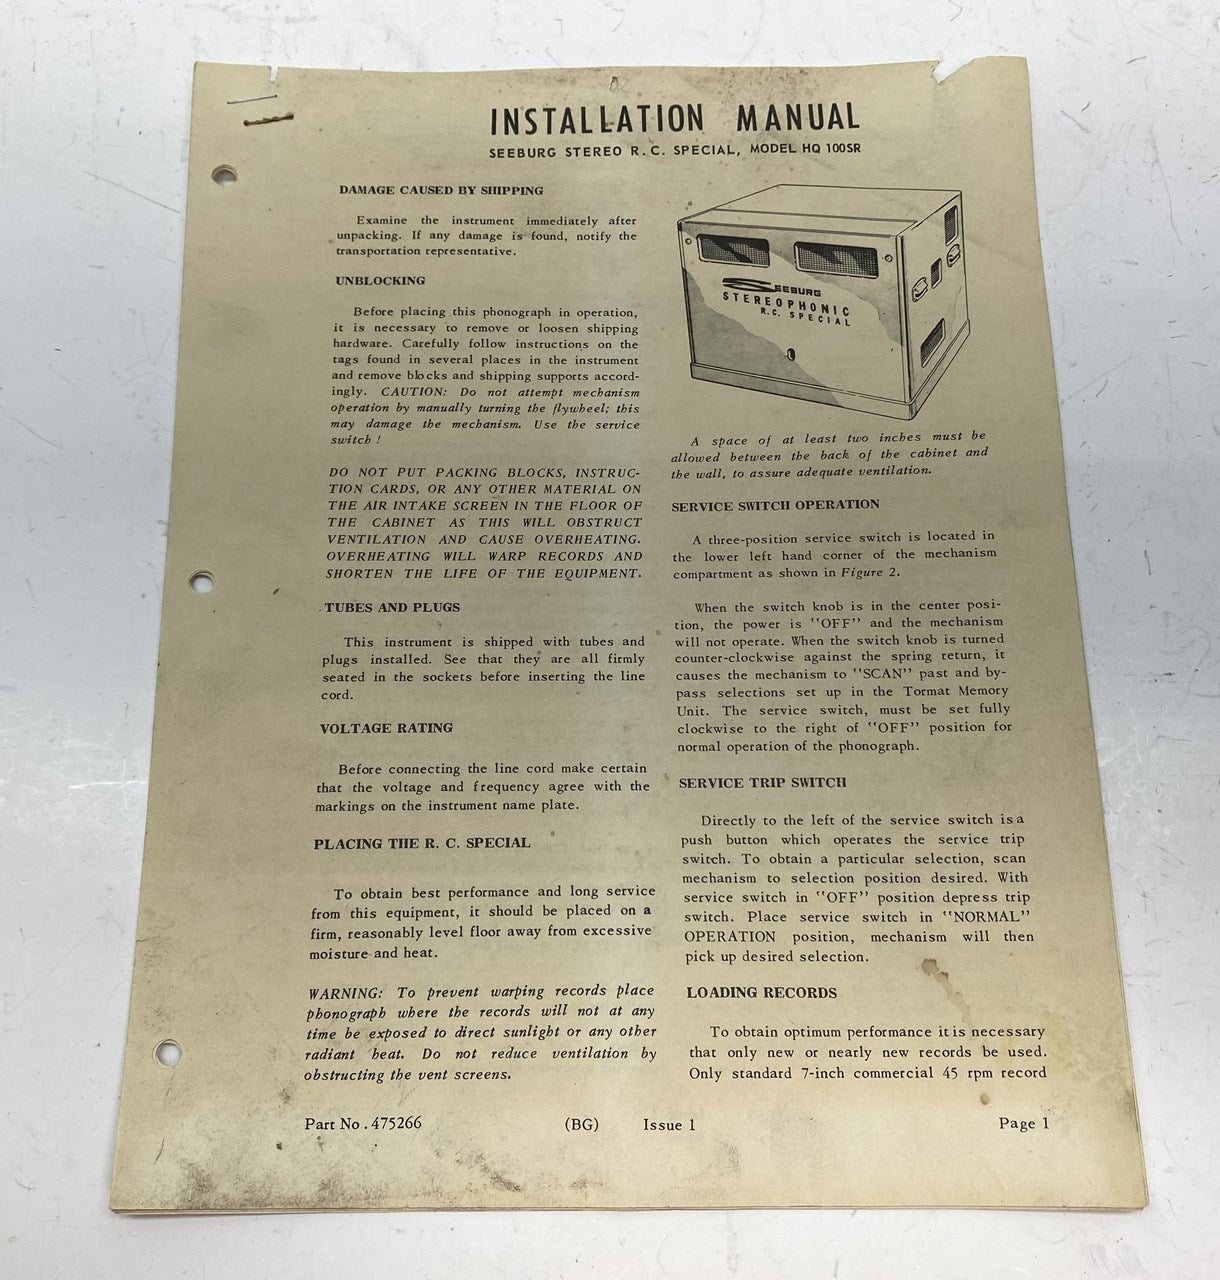 INSTALLATION MANUAL
SEEBURG STEREO R.C. SPECIAL, MODEL HQ 100SR
DAMAGE CAUSED BY SHIPPING
Examine the instrument immediately after
unpacking. If any damage is found, notify the
transportation representative.
UNBLOCKING
Before placing this phonograph in operation,
it is necessary to remove or loosen shipping
hardware. Carefully follow instructions on the
tags found in several places in the instrument
and remove blocks and shipping supports accord-
ingly. CAUTION: Do not attempt mechanism
operation by manually turning the flywheel; this
may damage the mechanism. Use the service
switch !
DO NOT PUT PACKING BLOCKS, INSTRUC-
TION CARDS, OR ANY OTHER MATERIAL ON
THE AIR INTAKE SCREEN IN THE FLOOR OF
THE CABINET AS THIS WILL OBSTRUCT
VENTILATION AND CAUSE OVERHEATING.
OVERHEATING WILL WARP RECORDS AND
SHORTEN THE LIFE OF THE EQUIPMENT.
TUBES AND PLUGS
This instrument is shipped with tubes and
plugs installed. See that they are all firmly
seated in the sockets before inserting the line
cord.
VOLTAGE RATING
Before connecting the line cord make certain
that the voltage and frequency agree with the
markings on the instrument name plate.
PLACING THE R. C. SPECIAL
To obtain best performance and long service
from this equipment, it should be placed on a
firm, reasonably level floor away from excessive
moisture and heat.
WARNING: To prevent warping records place
phonograph where the records will not at any
time be exposed to direct sunlight or any other
radiant heat. Do not reduce ventilation by
obstructing the vent screens.
SEEBURG
STEREOPHONIC
R.C. SPECIAL
A space of at least two inches must be
allowed between the back of the cabinet and
the wall, to assure adequate ventilation.
SERVICE SWITCH OPERATION
A three-position service switch is located in
the lower left hand corner of the mechanism
compartment as shown in Figure 2.
When the switch knob is in the center posi-
tion, the power is "OFF" and the mechanism
will not operate. When the switch knob is turned
counter-clockwise against the spring return, it
causes the mechanism to "SCAN" past and by-
pass selections set up in the Tormat Memory
Unit. The service switch, must be set fully
clockwise to the right of "OFF" position for
normal operation of the phonograph.
SERVICE TRIP SWITCH
Directly to the left of the service switch is a
push button which operates the service trip
switch. To obtain a particular selection, scan
mechanism to selection position desired. With
service switch in "OFF" position depress trip
switch. Place service switch in "NORMAL"
OPERATION position, mechanism will then
pick up desired selection.
LOADING RECORDS
To obtain optimum performance it is necessary
that only new or nearly new records be used.
Only standard 7-inch commercial 45 rpm record
Part No. 475266 (BG) Issue 1 Page 1